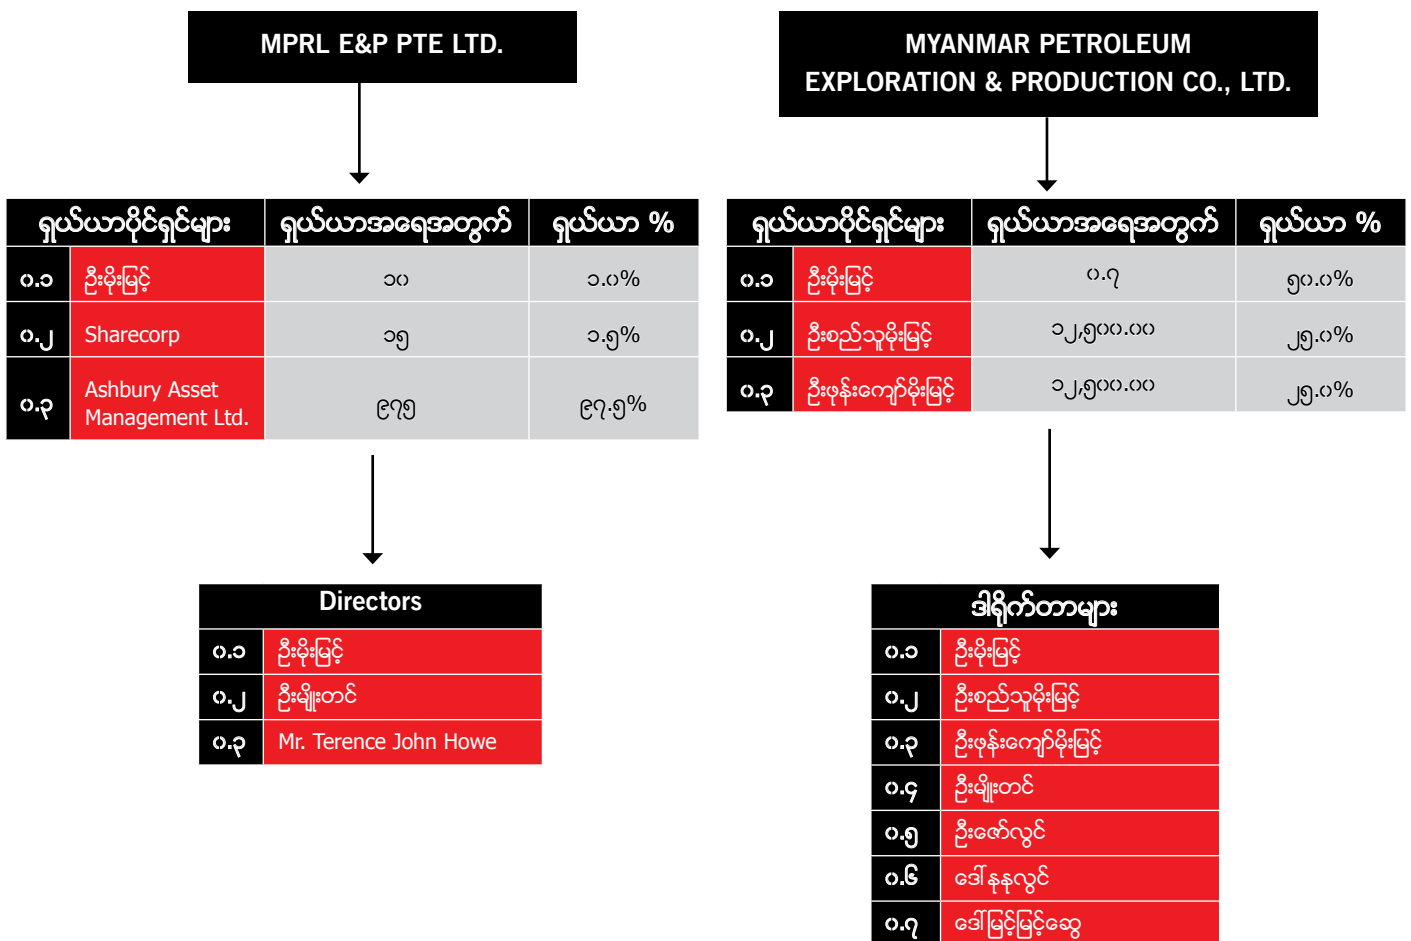 MPRL E&P PTE LTD.
ရှယ်ယာပိုင်ရှင်များ ရှယ်ယာအရေအတွက် ရှယ်ယာ %
၀.၁ ဦးမိုးမြင့် ၁၀ ၁.၀%
၀.၂ Sharecorp ၁၅ ၁.၅%
၀.၃ Ashbury Asset
Management Ltd. ၉၇၅ ၉၇.၅%
Directors
၀.၁ ဦးမိုးမြင့်
၀.၂ ဦးမျိုးတင်
၀.၃ Mr. Terence John Howe
MYANMAR PETROLEUM
EXPLORATION & PRODUCTION CO., LTD.
ရှယ်ယာပိုင်ရှင်များ ရှယ်ယာအရေအတွက် ရှယ်ယာ %
၀.၁ ဦးမိုးမြင့် ၀.၇ ၅၀.၀%
၀.၂ ဦးစည်သူမိုးမြင့် ၁၂,၅၀၀.၀၀ ၂၅.၀%
၀.၃ ဦးဖုန်းကျော်မိုးမြင့် ၁၂,၅၀၀.၀၀ ၂၅.၀%
ဒါရိုက်တာများ
၀.၁ ဦးမိုးမြင့်
၀.၂ ဦးစည်သူမိုးမြင့်
၀.၃ ဦးဖုန်းကျော်မိုးမြင့်
၀.၄ ဦးမျိုးတင်
၀.၅ ဦးဇော်လွင်
၀.၆ ဒေါ်နုနုလွင်
၀.၇ ဒေါ်မြင့်မြင့်ဆွေ